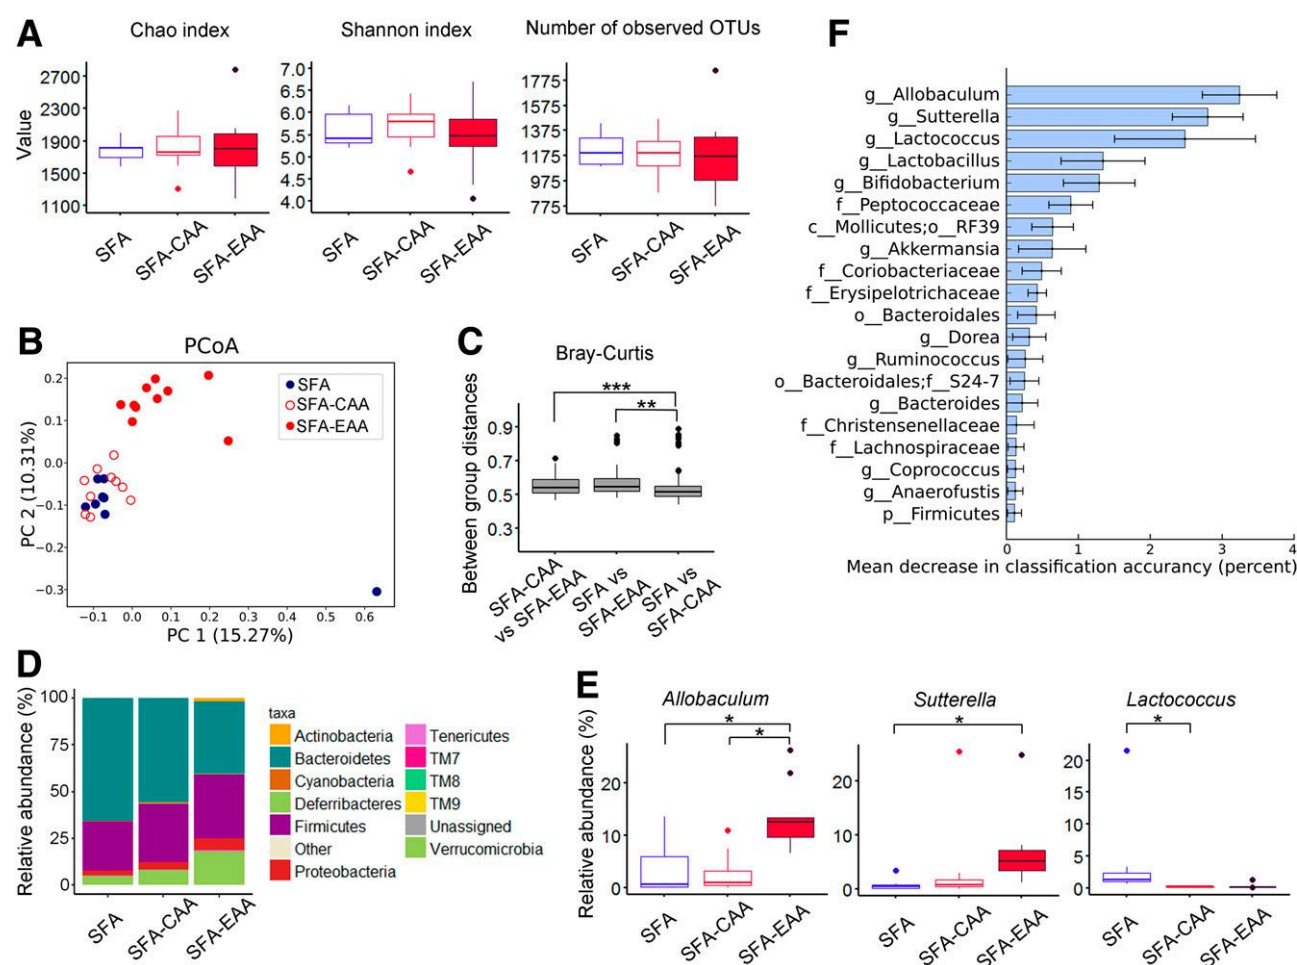 A
Chao index
Shannon index
Number of observed OTUs
Value
2700
2300
1900
1500
1100
7.0
6.5
6.0
5.5
5.0
4.5
4.0
1775
1575
1375
1175
975
775
SFA
SFA-CAA
SFA-EAA
SFA
SFA-CAA
SFA-EAA
SFA
SFA-CAA
SFA-EAA
F
g__Allobaculum
g__Sutterella
g__Lactococcus
g__Lactobacillus
g__Bifidobacterium
f__Peptococcaceae
c__Mollicutes;o__RF39
g__Akkermansia
f__Coriobacteriaceae
f__Erysipelotrichaceae
o__Bacteroidales
g__Dorea
g__Ruminococcus
o__Bacteroidales;f__S24-7
g__Bacteroides
f__Christensenellaceae
f__Lachnospiraceae
g__Coprococcus
g__Anaerofustis
p__Firmicutes
0 1 2 3 4
Mean decrease in classification accurancy (percent)
B
PCoA
SFA
SFA-CAA
SFA-EAA
PC 2 (10.31%)
0.2
0.1
0.0
−0.1
−0.2
−0.3
−0.1 0.0 0.1 0.2 0.3 0.4 0.5 0.6
PC 1 (15.27%)
C
Bray-Curtis
***
**
Between group distances
0.9
0.7
0.5
0.3
SFA-CAA
vs SFA-EAA
SFA vs
SFA-EAA
SFA vs
SFA-CAA
D
Relative abundance (%)
100
75
50
25
0
SFA
SFA-CAA
SFA-EAA
taxa
Actinobacteria
Bacteroidetes
Cyanobacteria
Deferribacteres
Firmicutes
Other
Proteobacteria
Tenericutes
TM7
TM8
TM9
Unassigned
Verrucomicrobia
E
Allobaculum
Sutterella
Lactococcus
*
*
*
*
Relative abundance (%)
20
10
0
20
10
0
20
15
10
5
0
SFA
SFA-CAA
SFA-EAA
SFA
SFA-CAA
SFA-EAA
SFA
SFA-CAA
SFA-EAA